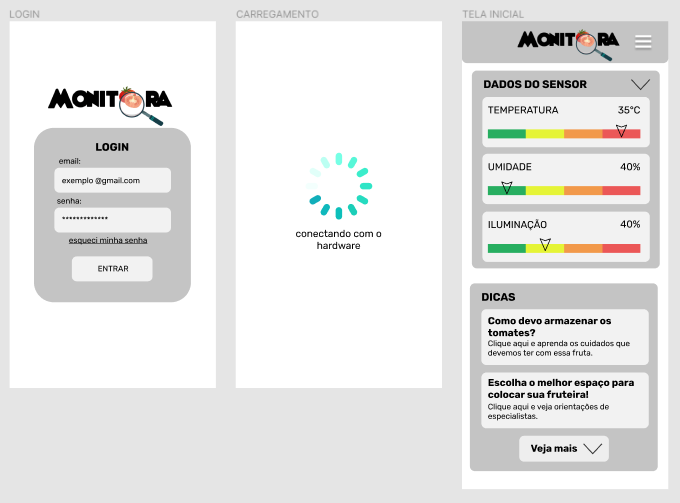 LOGIN
MONITORA
LOGIN
email:
exemplo @gmail.com
senha:
*************
esqueci minha senha
ENTRAR
CARREGAMENTO
conectando com o
hardware
TELA INICIAL
MONITORA
DADOS DO SENSOR
TEMPERATURA 35°C
UMIDADE 40%
ILUMINAÇÃO 40%
DICAS
Como devo armazenar os
tomates?
Clique aqui e aprenda os cuidados que
devemos ter com essa fruta.
Escolha o melhor espaço para
colocar sua fruteira!
Clique aqui e veja orientações de
especialistas.
Veja mais